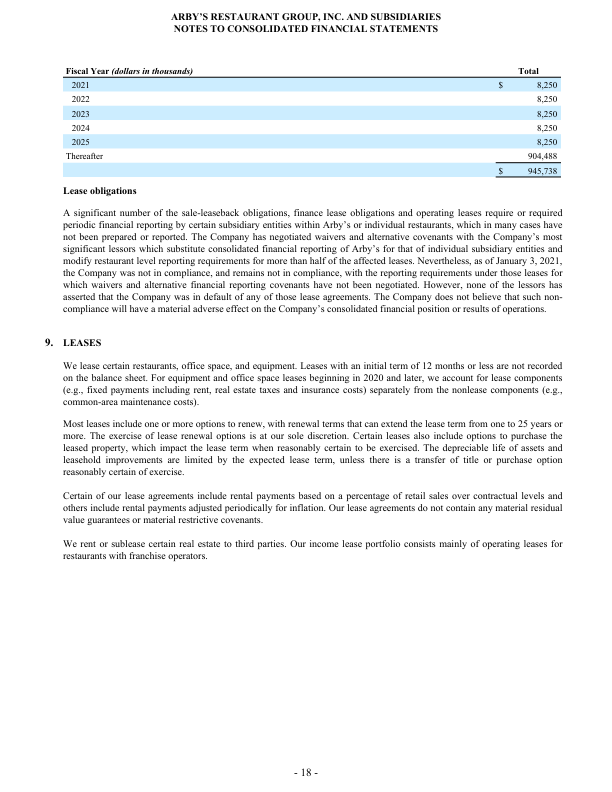 ARBY'S RESTAURANT GROUP, INC. AND SUBSIDIARIES
NOTES TO CONSOLIDATED FINANCIAL STATEMENTS
Fiscal Year (dollars in thousands) Total
2021 $ 8,250
2022 8,250
2023 8,250
2024 8,250
2025 8,250
Thereafter 904,488
$ 945,738
Lease obligations
A significant number of the sale-leaseback obligations, finance lease obligations and operating leases require or required
periodic financial reporting by certain subsidiary entities within Arby's or individual restaurants, which in many cases have
not been prepared or reported. The Company has negotiated waivers and alternative covenants with the Company's most
significant lessors which substitute consolidated financial reporting of Arby's for that of individual subsidiary entities and
modify restaurant level reporting requirements for more than half of the affected leases. Nevertheless, as of January 3, 2021,
the Company was not in compliance, and remains not in compliance, with the reporting requirements under those leases for
which waivers and alternative financial reporting covenants have not been negotiated. However, none of the lessors has
asserted that the Company was in default of any of those lease agreements. The Company does not believe that such non-
compliance will have a material adverse effect on the Company's consolidated financial position or results of operations.
9. LEASES
We lease certain restaurants, office space, and equipment. Leases with an initial term of 12 months or less are not recorded
on the balance sheet. For equipment and office space leases beginning in 2020 and later, we account for lease components
(e.g., fixed payments including rent, real estate taxes and insurance costs) separately from the nonlease components (e.g.,
common-area maintenance costs).
Most leases include one or more options to renew, with renewal terms that can extend the lease term from one to 25 years or
more. The exercise of lease renewal options is at our sole discretion. Certain leases also include options to purchase the
leased property, which impact the lease term when reasonably certain to be exercised. The depreciable life of assets and
leasehold improvements are limited by the expected lease term, unless there is a transfer of title or purchase option
reasonably certain of exercise.
Certain of our lease agreements include rental payments based on a percentage of retail sales over contractual levels and
others include rental payments adjusted periodically for inflation. Our lease agreements do not contain any material residual
value guarantees or material restrictive covenants.
We rent or sublease certain real estate to third parties. Our income lease portfolio consists mainly of operating leases for
restaurants with franchise operators.
- 18 -